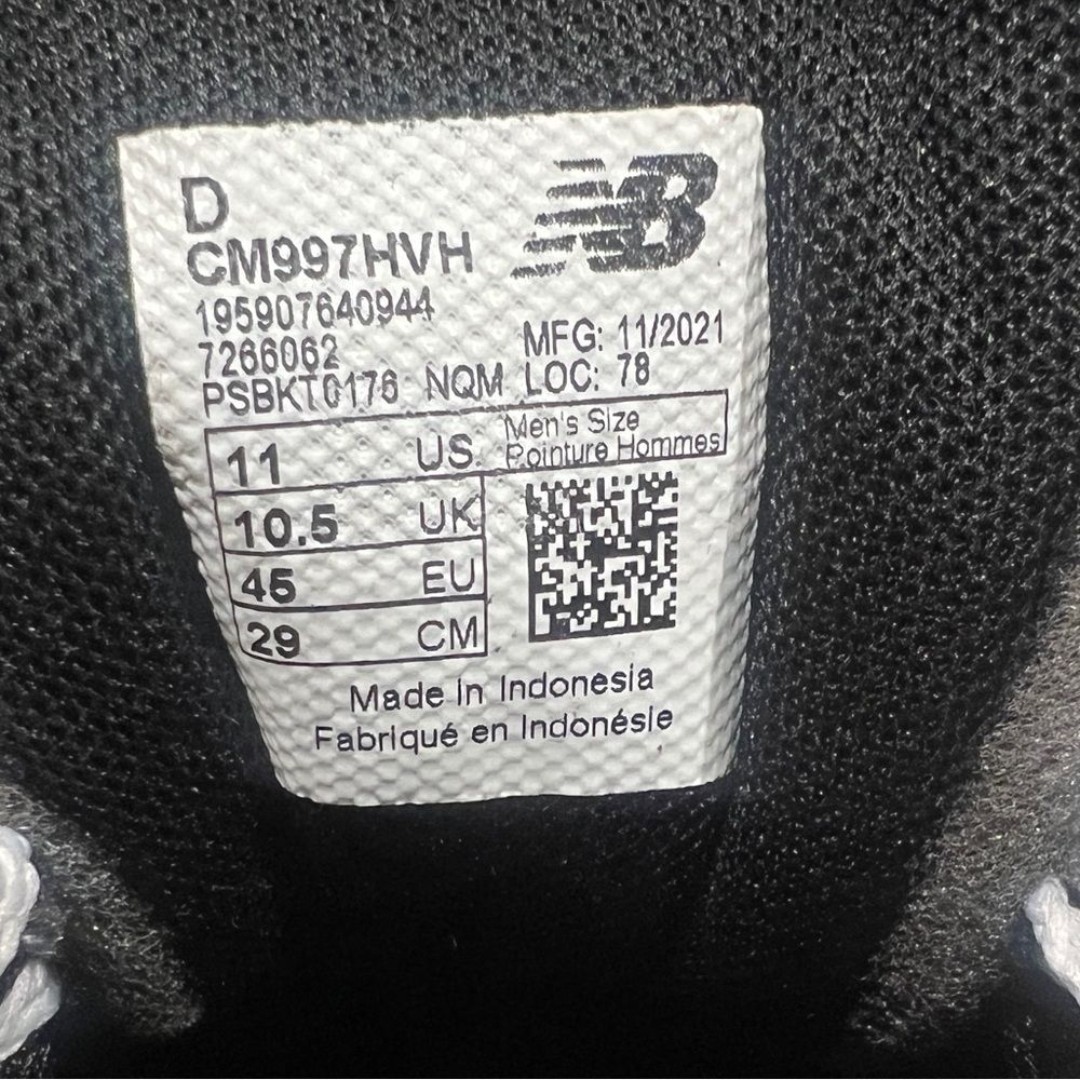 D
NB
CM997HVH
195907640944
7266062 MFG: 11/2021
PSBKT0176 NQM LOC: 78
11 US Men's Size
Pointure Hommes
10.5 UK
45 EU
29 CM
Made in Indonesia
Fabriqué en Indonésie